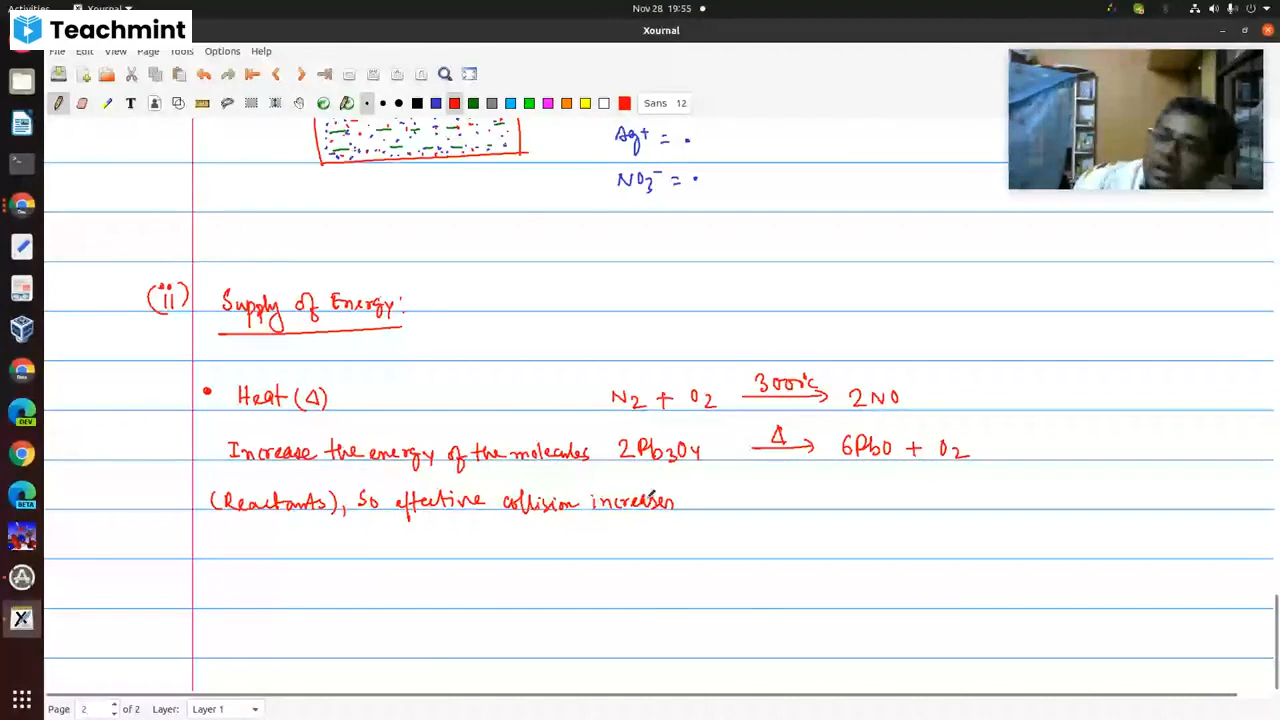 Activities
Xournal
Nov 28 19:55
Teachmint
Xournal
File Edit View Page Tools Options Help
Sans 12
Ag+ = .
NO3- = .
(ii) Supply of Energy:
• Heat (Δ) N2 + O2 3000°C → 2NO
Increase the energy of the molecules 2Pb3O4 Δ → 6PbO + O2
(Reactants), So effective collision increases
Page 2 of 2 Layer: Layer 1